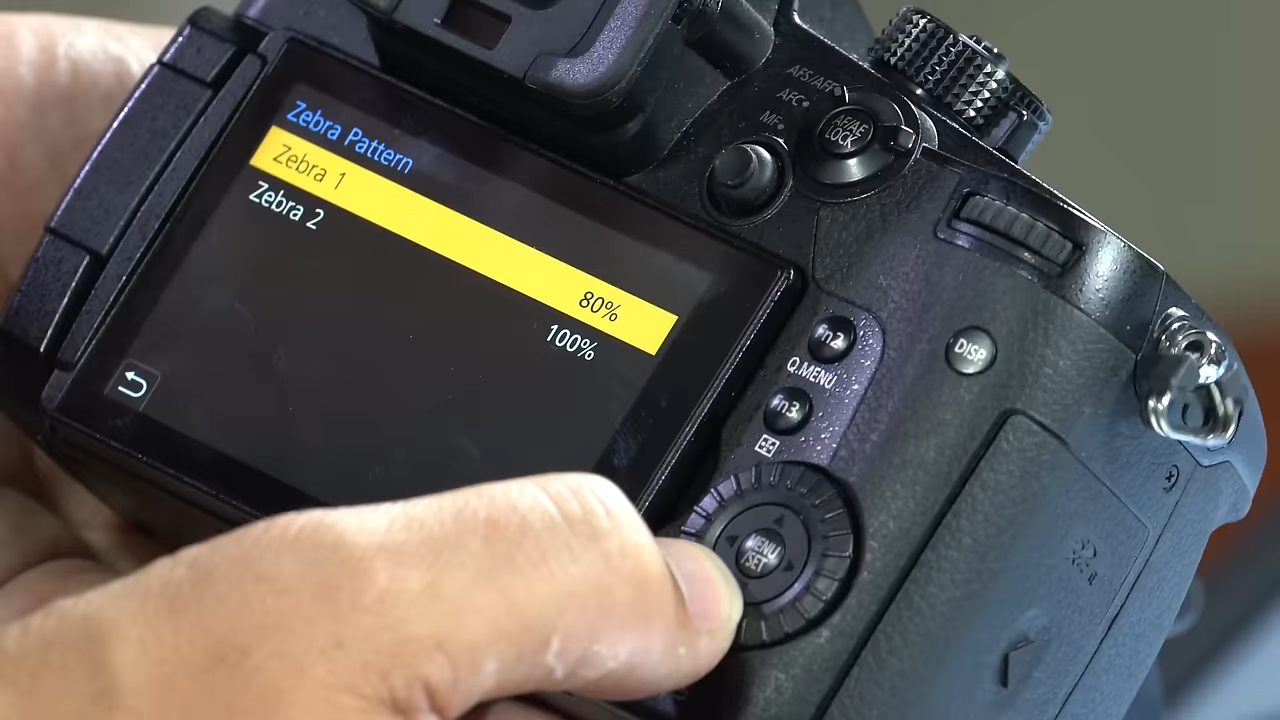 Zebra Pattern
Zebra 1 80%
Zebra 2 100%
AFS/AFF
AFC
MF
AF/AE
LOCK
Fn2
Q.MENU
Fn3
DISP
MENU
/SET